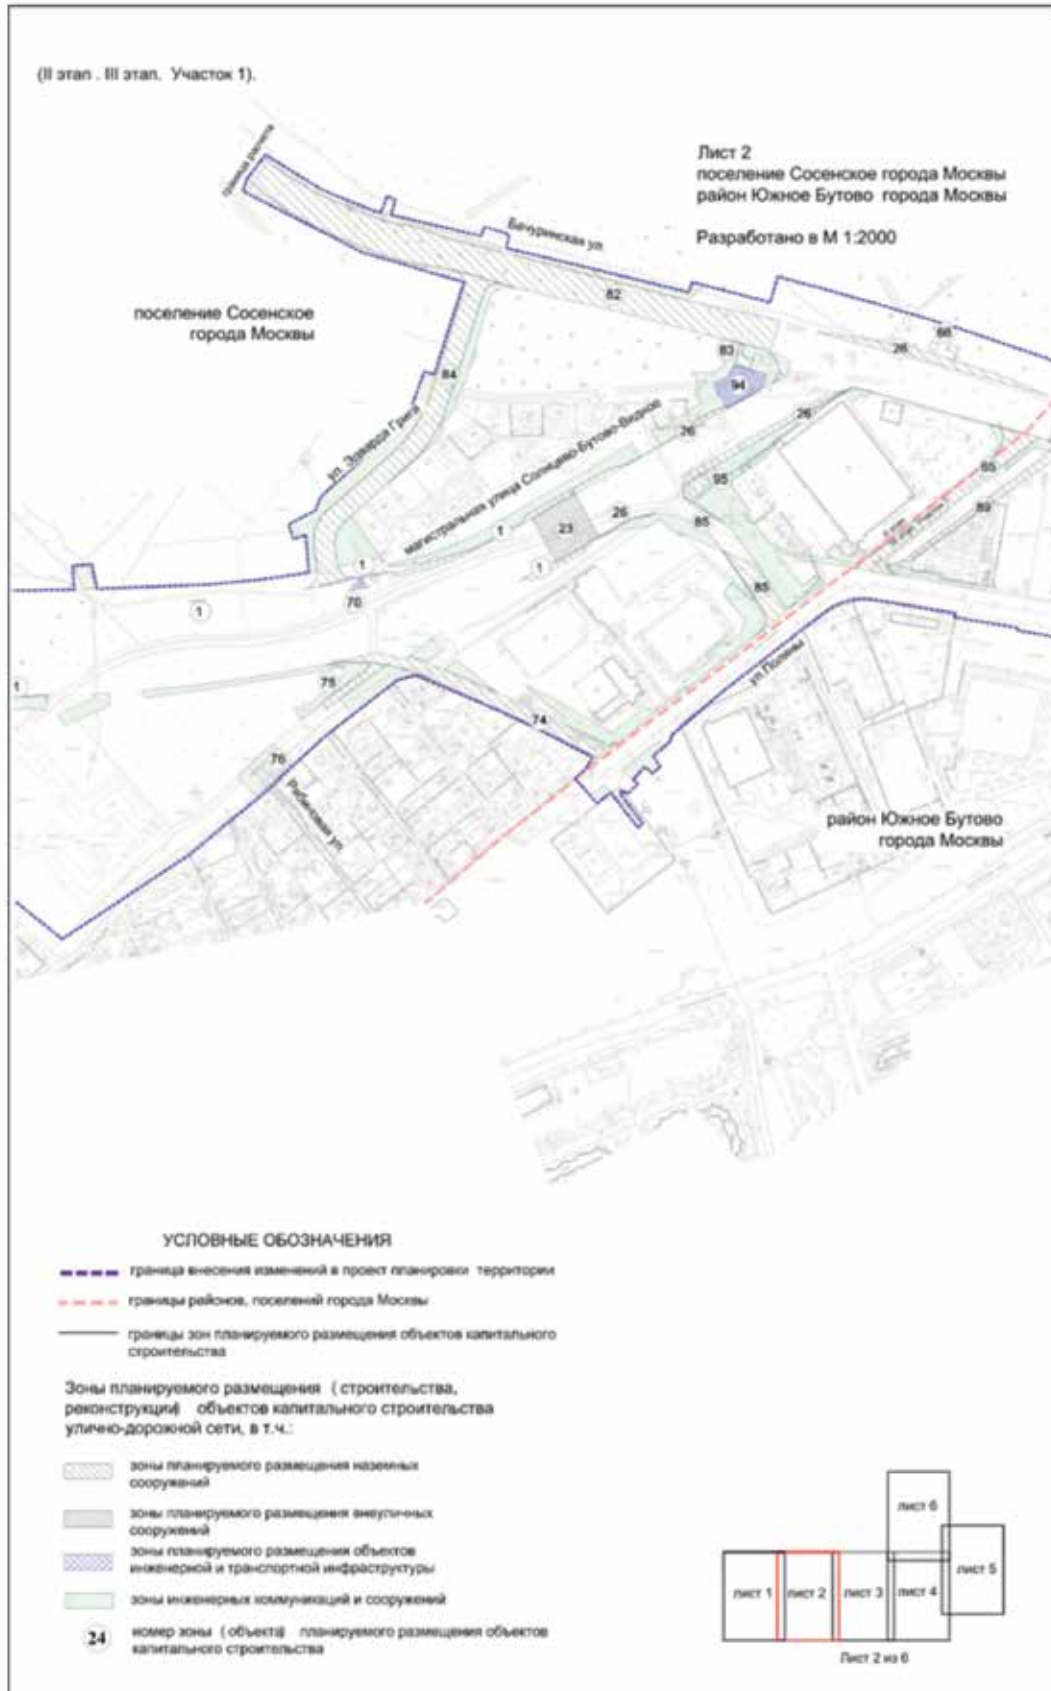 (II этап . III этап. Участок 1).
Лист 2
поселение Сосенское города Москвы
район Южное Бутово города Москвы
Разработано в М 1:2000
граница расчета
Бачуринская ул.
82
поселение Сосенское
города Москвы
84
83
94
26
66
26
26
ул. Эдварда Грига
магистральная улица Солнцево-Бутово-Видное
95
65
89
1
23
26
85
1
1
70
1
85
ул.Поляны
1
75
74
76
Рябиновая ул.
район Южное Бутово
города Москвы
УСЛОВНЫЕ ОБОЗНАЧЕНИЯ
граница внесения изменений в проект планировки территории
границы районов, поселений города Москвы
границы зон планируемого размещения объектов капитального
строительства
Зоны планируемого размещения ( строительства,
реконструкции) объектов капитального строительства
улично-дорожной сети, в т.ч.:
зоны планируемого размещения наземных
сооружений
зоны планируемого размещения внеуличных
сооружений
зоны планируемого размещения объектов
инженерной и транспортной инфраструктуры
зоны инженерных коммуникаций и сооружений
24
номер зоны ( объекта) планируемого размещения объектов
капитального строительства
лист 6
лист 5
лист 1
лист 2
лист 3
лист 4
Лист 2 из 6